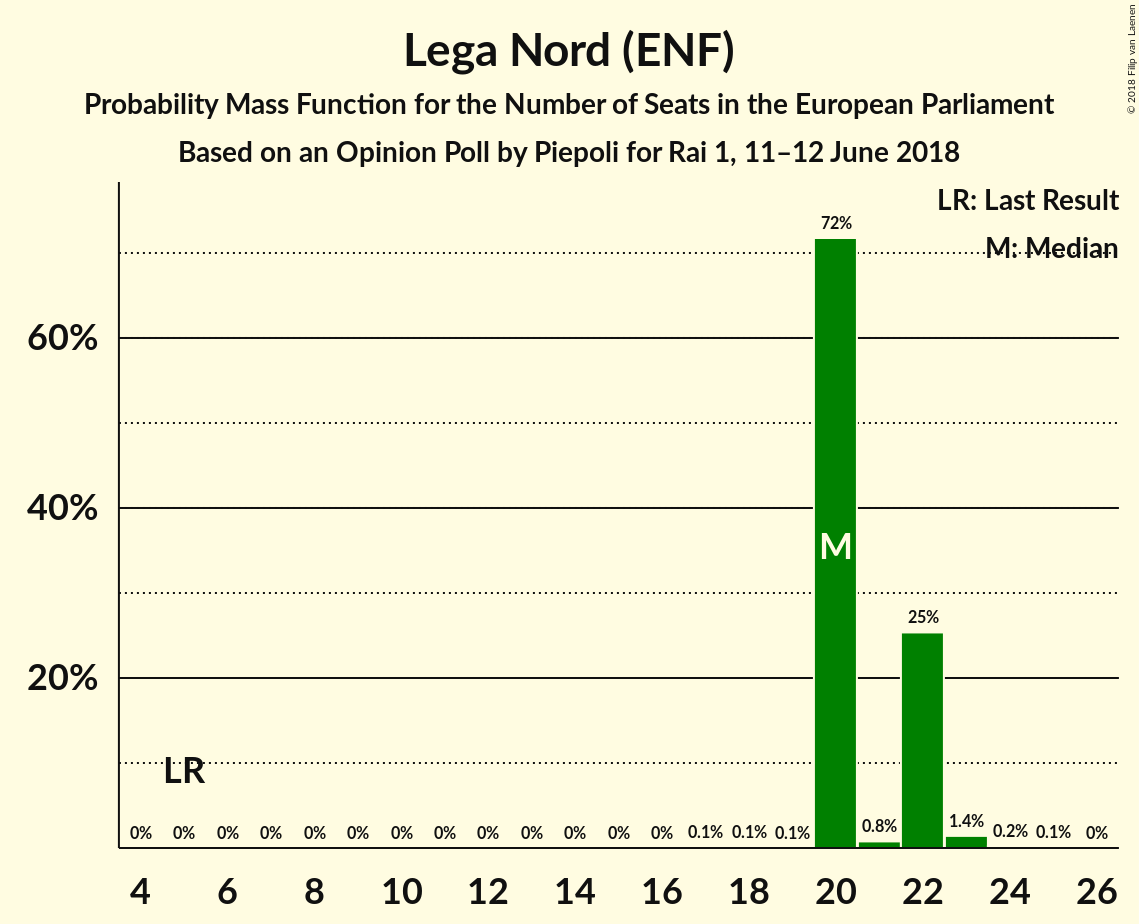 Lega Nord (ENF)
Probability Mass Function for the Number of Seats in the European Parliament
Based on an Opinion Poll by Piepoli for Rai 1, 11–12 June 2018
© 2018 Filip van Laenen
LR: Last Result
M: Median
72%
60%
40%
M
25%
20%
LR
0% 0% 0% 0% 0% 0% 0% 0% 0% 0% 0% 0% 0% 0.1% 0.1% 0.1% 0.8% 1.4% 0.2% 0.1% 0%
4 6 8 10 12 14 16 18 20 22 24 26